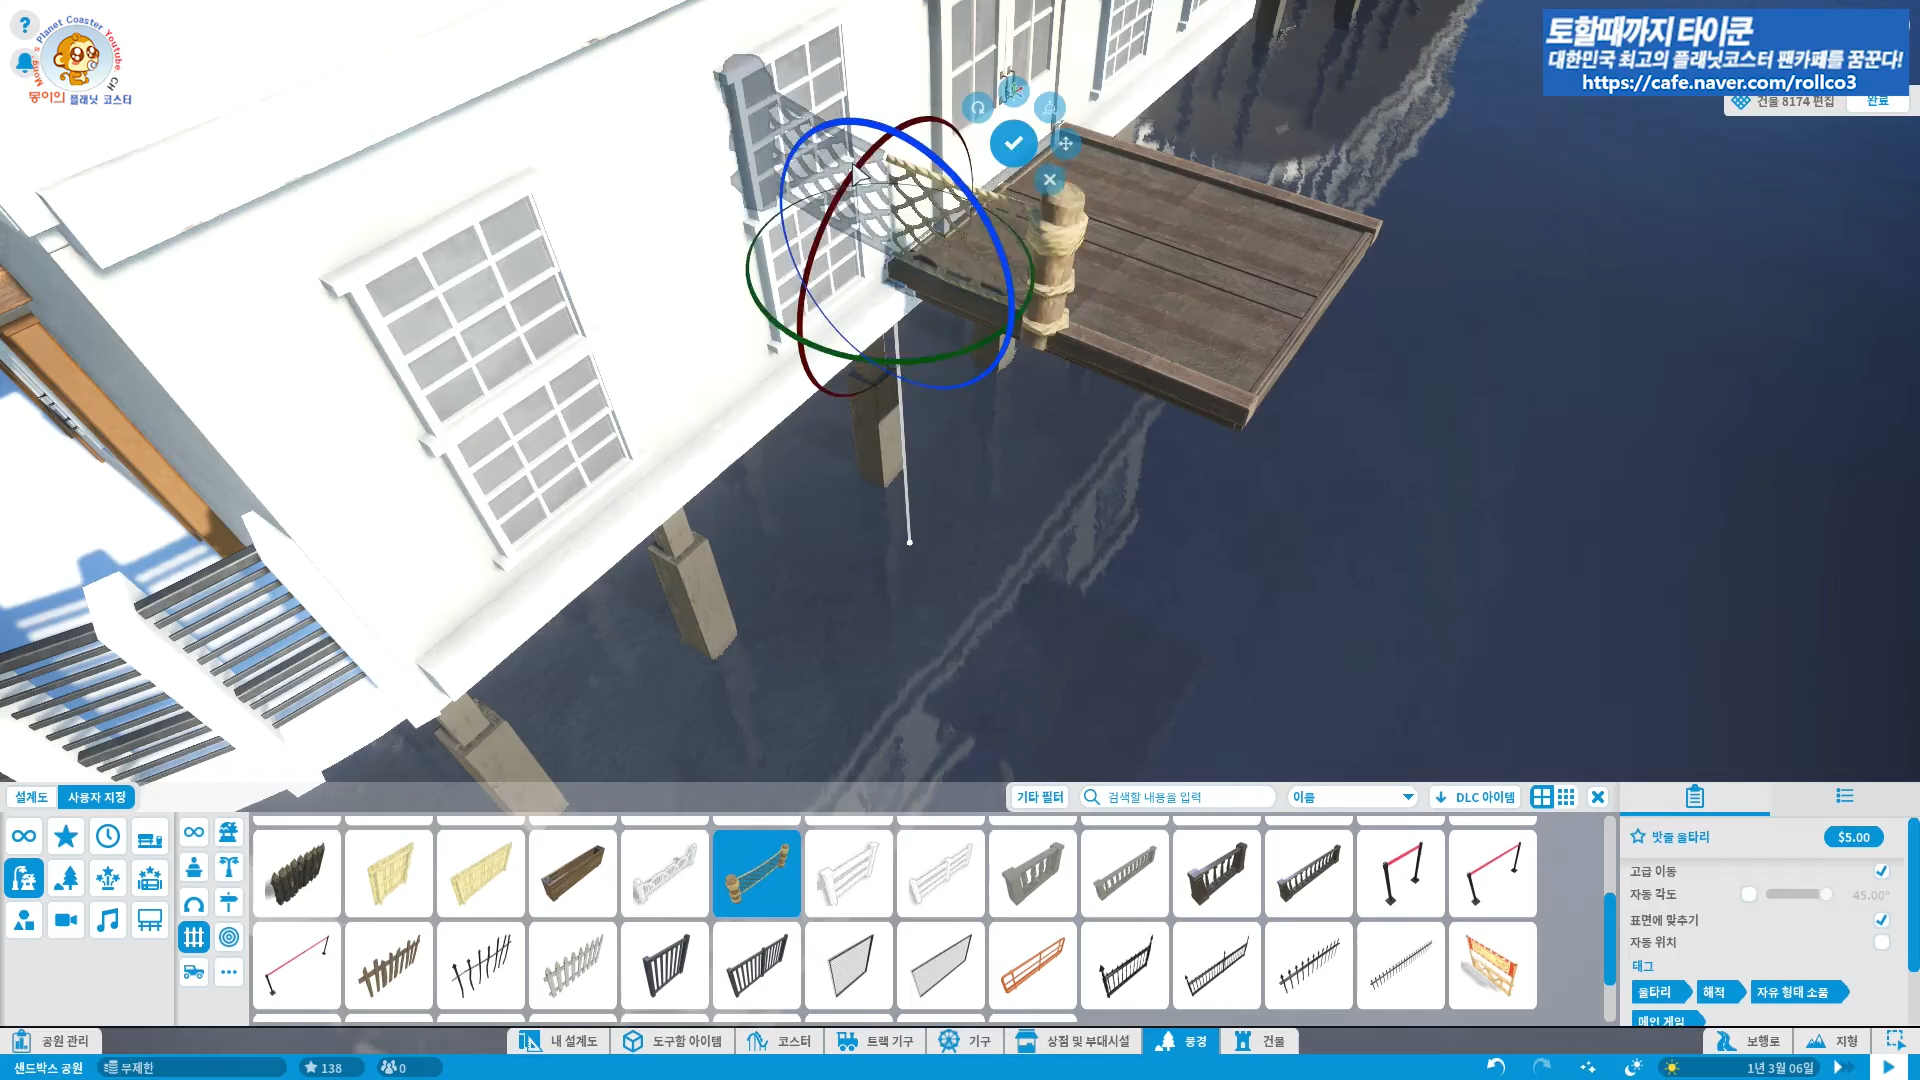 ?
Mong's Planet Coaster Youtube CH
몽이의 플래닛 코스터
토할때까지 타이쿤
대한민국 최고의 플래닛코스터 팬카페를 꿈꾼다!
https://cafe.naver.com/rollco3
건물 8174 편집
완료
설계도
사용자 지정
기타 필터
검색할 내용을 입력
이름
DLC 아이템
밧줄 울타리
$5.00
고급 이동
자동 각도
45.00°
표면에 맞추기
자동 위치
태그
울타리
해적
자유 형태 소품
메인 게임
공원 관리
내 설계도
도구함 아이템
코스터
트랙 기구
기구
상점 및 부대시설
풍경
건물
보행로
지형
샌드박스 공원
무제한
138
0
1년 3월 06일